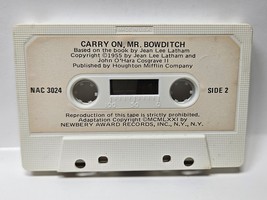 CARRY ON, MR. BOWDITCH
Based on the book by Jean Lee Latham
Copyright ©1955 by Jean Lee Latham and
John O'Hara Cosgrave II
Published by Houghton Mifflin Company
NAC 3024
SIDE 2
Reproduction of this tape is strictly prohibited.
Adaptation Copyright ©MCMLXXI by
NEWBERY AWARD RECORDS, INC., N.Y., N.Y.